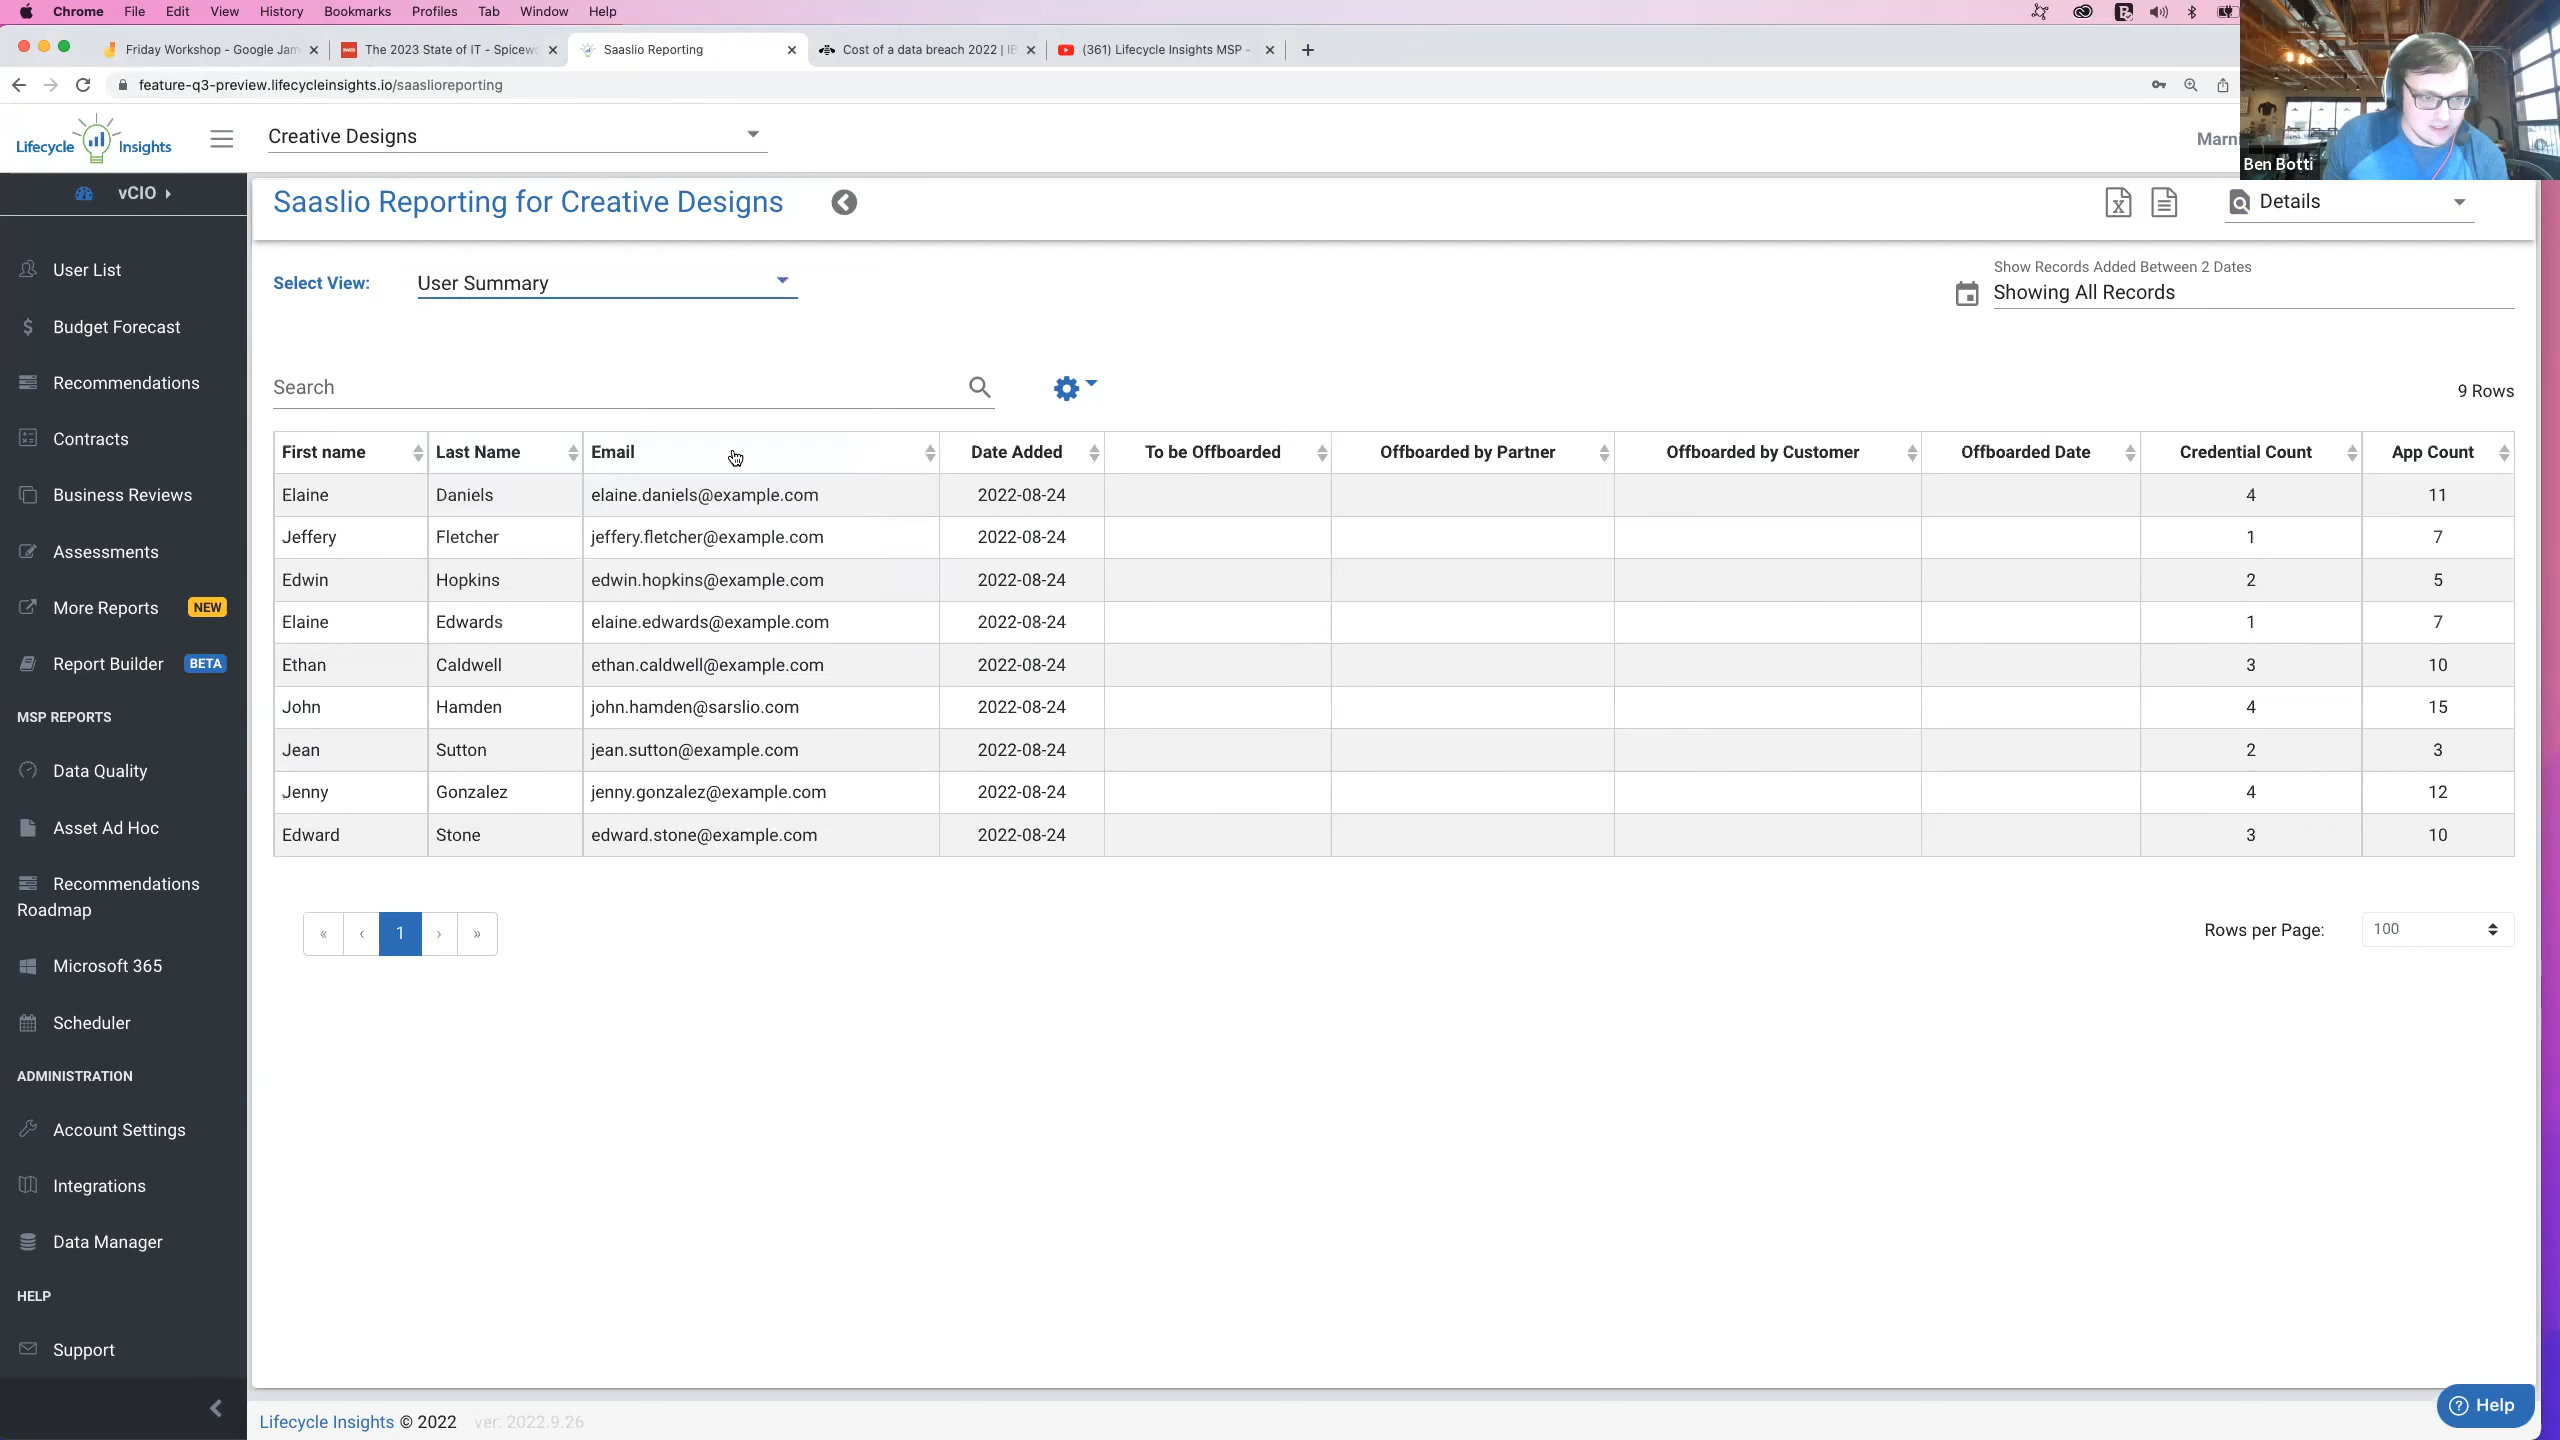 Chrome File Edit View History Bookmarks Profiles Tab Window Help
Friday Workshop - Google Jam The 2023 State of IT - Spicewo Saaslio Reporting Cost of a data breach 2022 | IB (361) Lifecycle Insights MSP -
feature-q3-preview.lifecycleinsights.io/saaslioreporting
Lifecycle Insights Creative Designs Marni
Ben Botti
vCIO
Saaslio Reporting for Creative Designs Details
User List
Select View: User Summary Show Records Added Between 2 Dates
Showing All Records
Budget Forecast
Recommendations
Search 9 Rows
Contracts
Business Reviews
Assessments
More Reports NEW
Report Builder BETA
MSP REPORTS
Data Quality
Asset Ad Hoc
Recommendations
Roadmap
Microsoft 365
Scheduler
ADMINISTRATION
Account Settings
Integrations
Data Manager
HELP
Support
First name Last Name Email Date Added To be Offboarded Offboarded by Partner Offboarded by Customer Offboarded Date Credential Count App Count
Elaine Daniels elaine.daniels@example.com 2022-08-24 4 11
Jeffery Fletcher jeffery.fletcher@example.com 2022-08-24 1 7
Edwin Hopkins edwin.hopkins@example.com 2022-08-24 2 5
Elaine Edwards elaine.edwards@example.com 2022-08-24 1 7
Ethan Caldwell ethan.caldwell@example.com 2022-08-24 3 10
John Hamden john.hamden@sarslio.com 2022-08-24 4 15
Jean Sutton jean.sutton@example.com 2022-08-24 2 3
Jenny Gonzalez jenny.gonzalez@example.com 2022-08-24 4 12
Edward Stone edward.stone@example.com 2022-08-24 3 10
« ‹ 1 › » Rows per Page: 100
Lifecycle Insights © 2022 ver: 2022.9.26
Help